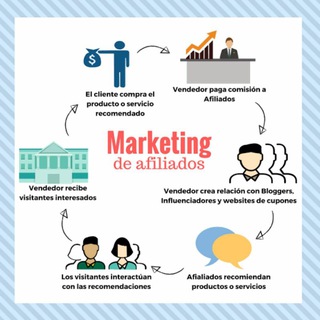 Marketing
de afiliados
El cliente compra el
producto o servicio
recomendado
Vendedor paga comisión a
Afiliados
Vendedor crea relación con Bloggers,
Influenciadores y websites de cupones
Afialiados recomiendan
productos o servicios
Los visitantes interactúan
con las recomendaciones
Vendedor recibe
visitantes interesados